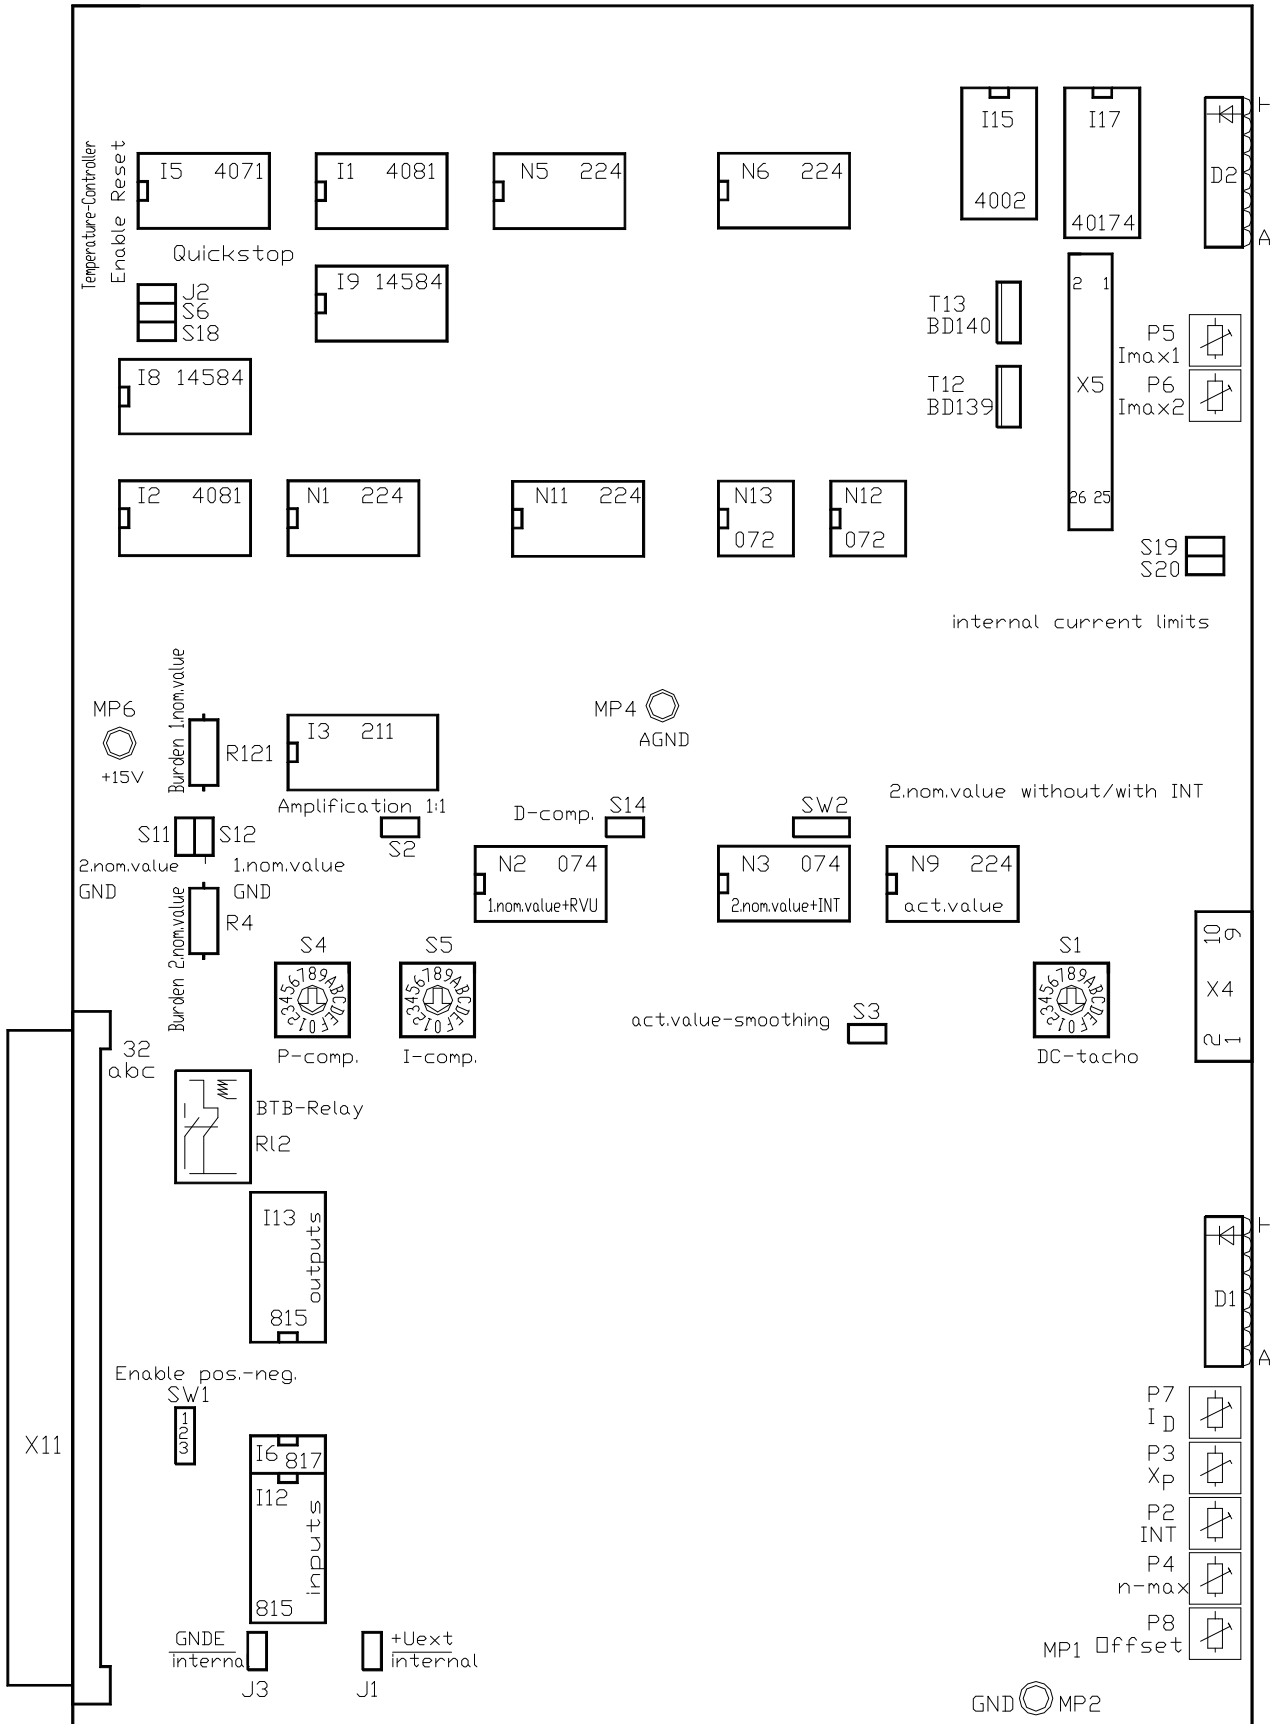 I15
I17
T
Temperature-Controller
Enable Reset
I5 4071
I1 4081
N5 224
N6 224
4002
40174
D2
A
Quickstop
I9 14584
2 1
J2
S6
S18
T13
BD140
P5
Imax1
I8 14584
T12
BD139
X5
P6
Imax2
I2 4081
N1 224
N11 224
N13
072
N12
072
26 25
S19
S20
internal current limits
Burden 1.nom.value
MP6
+15V
R121
I3 211
MP4
AGND
Amplification 1:1
S2
D-comp.
S14
SW2
2.nom.value without/with INT
S11
S12
2.nom.value
GND
1.nom.value
GND
N2 074
1.nom.value+RVU
N3 074
2.nom.value+INT
N9 224
act.value
Burden 2.nom.value
R4
S4
0123456789ABCDEF
P-comp.
S5
0123456789ABCDEF
I-comp.
act.value-smoothing
S3
S1
0123456789ABCDEF
DC-tacho
10 9
X4
2 1
32
abc
BTB-Relay
Rl2
I13
outputs
815
T
D1
A
Enable pos.-neg.
SW1
1
2
3
X11
I6 817
I12
inputs
815
P7
I D
P3
XP
P2
INT
P4
n-max
P8
Offset
MP1
GNDE
interna
J3
+Uext
internal
J1
GND
MP2